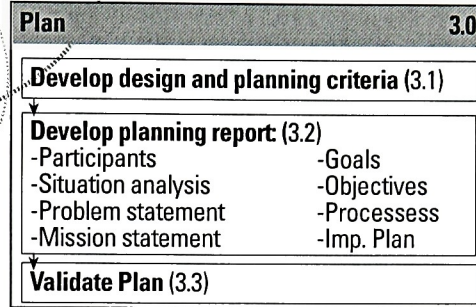 Plan 3.0
Develop design and planning criteria (3.1)
Develop planning report: (3.2)
-Participants -Goals
-Situation analysis -Objectives
-Problem statement -Processess
-Mission statement -Imp. Plan
Validate Plan (3.3)